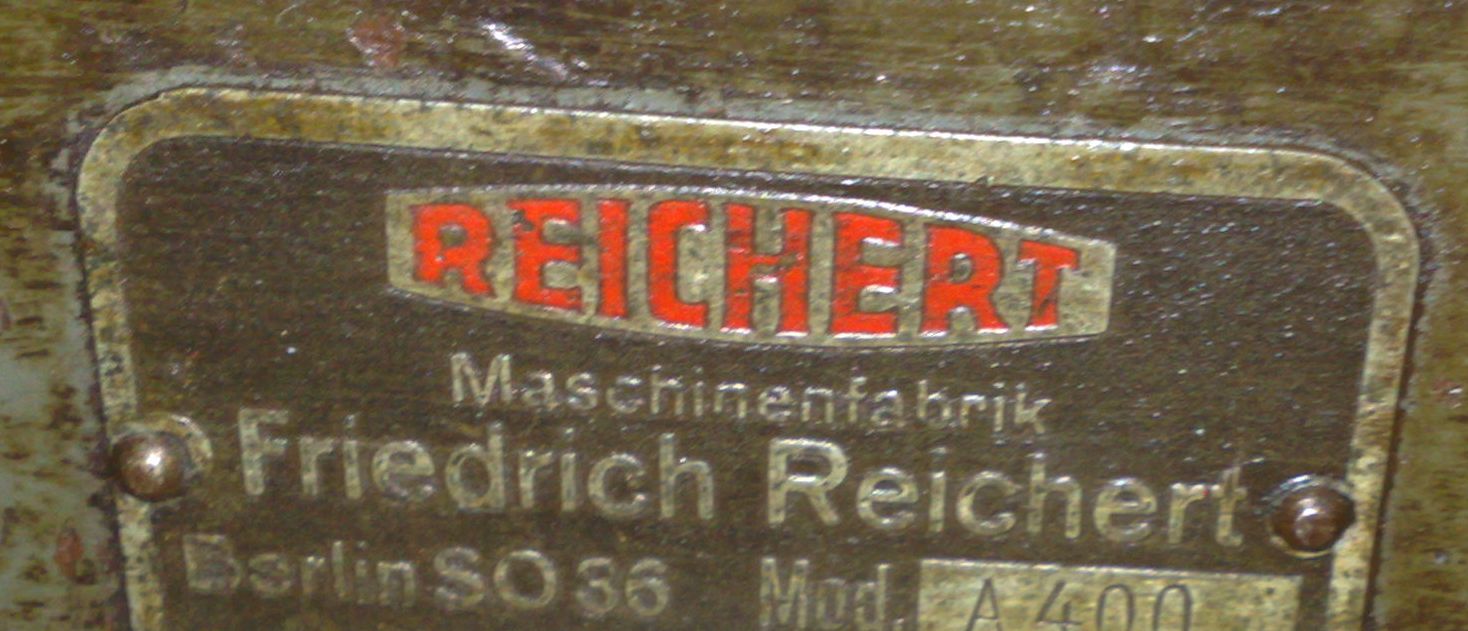 REICHERT
Maschinenfabrik
Friedrich Reichert
Berlin SO 36 Mod. A 400